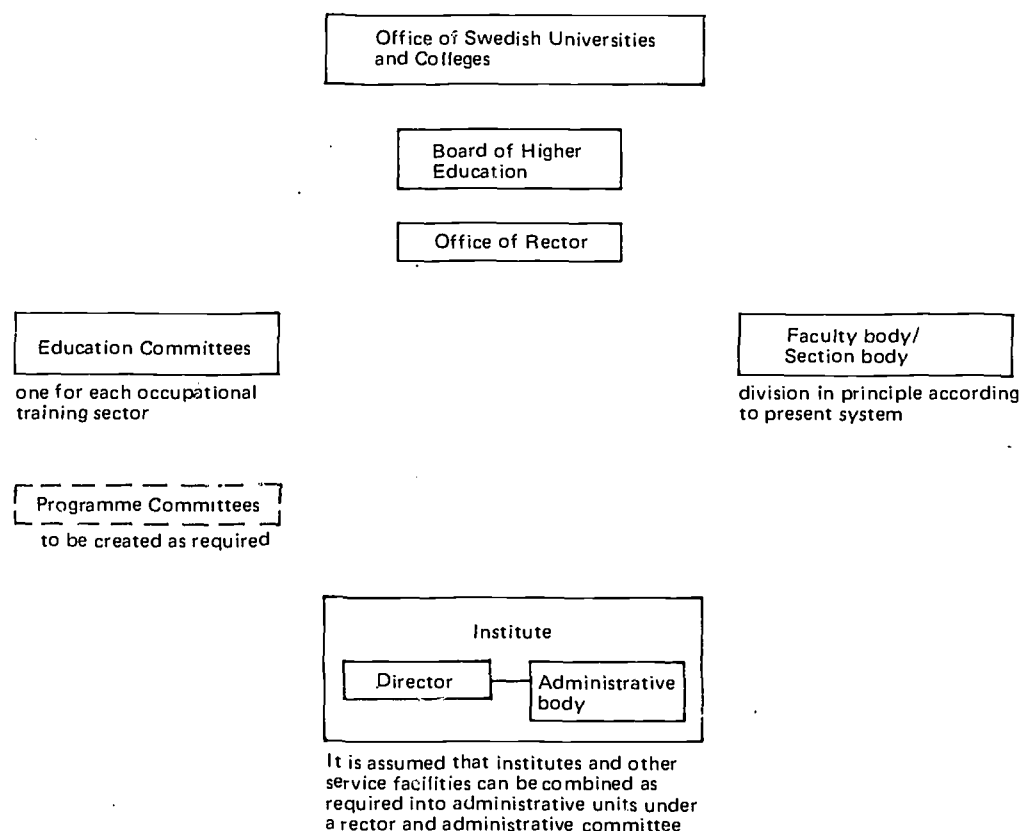 Office of Swedish Universities
and Colleges
Board of Higher
Education
Office of Rector
Education Committees
one for each occupational
training sector
Faculty body/
Section body
division in principle according
to present system
Programme Committees
to be created as required
Institute
Director
Administrative
body
It is assumed that institutes and other
service facilities can be combined as
required into administrative units under
a rector and administrative committee